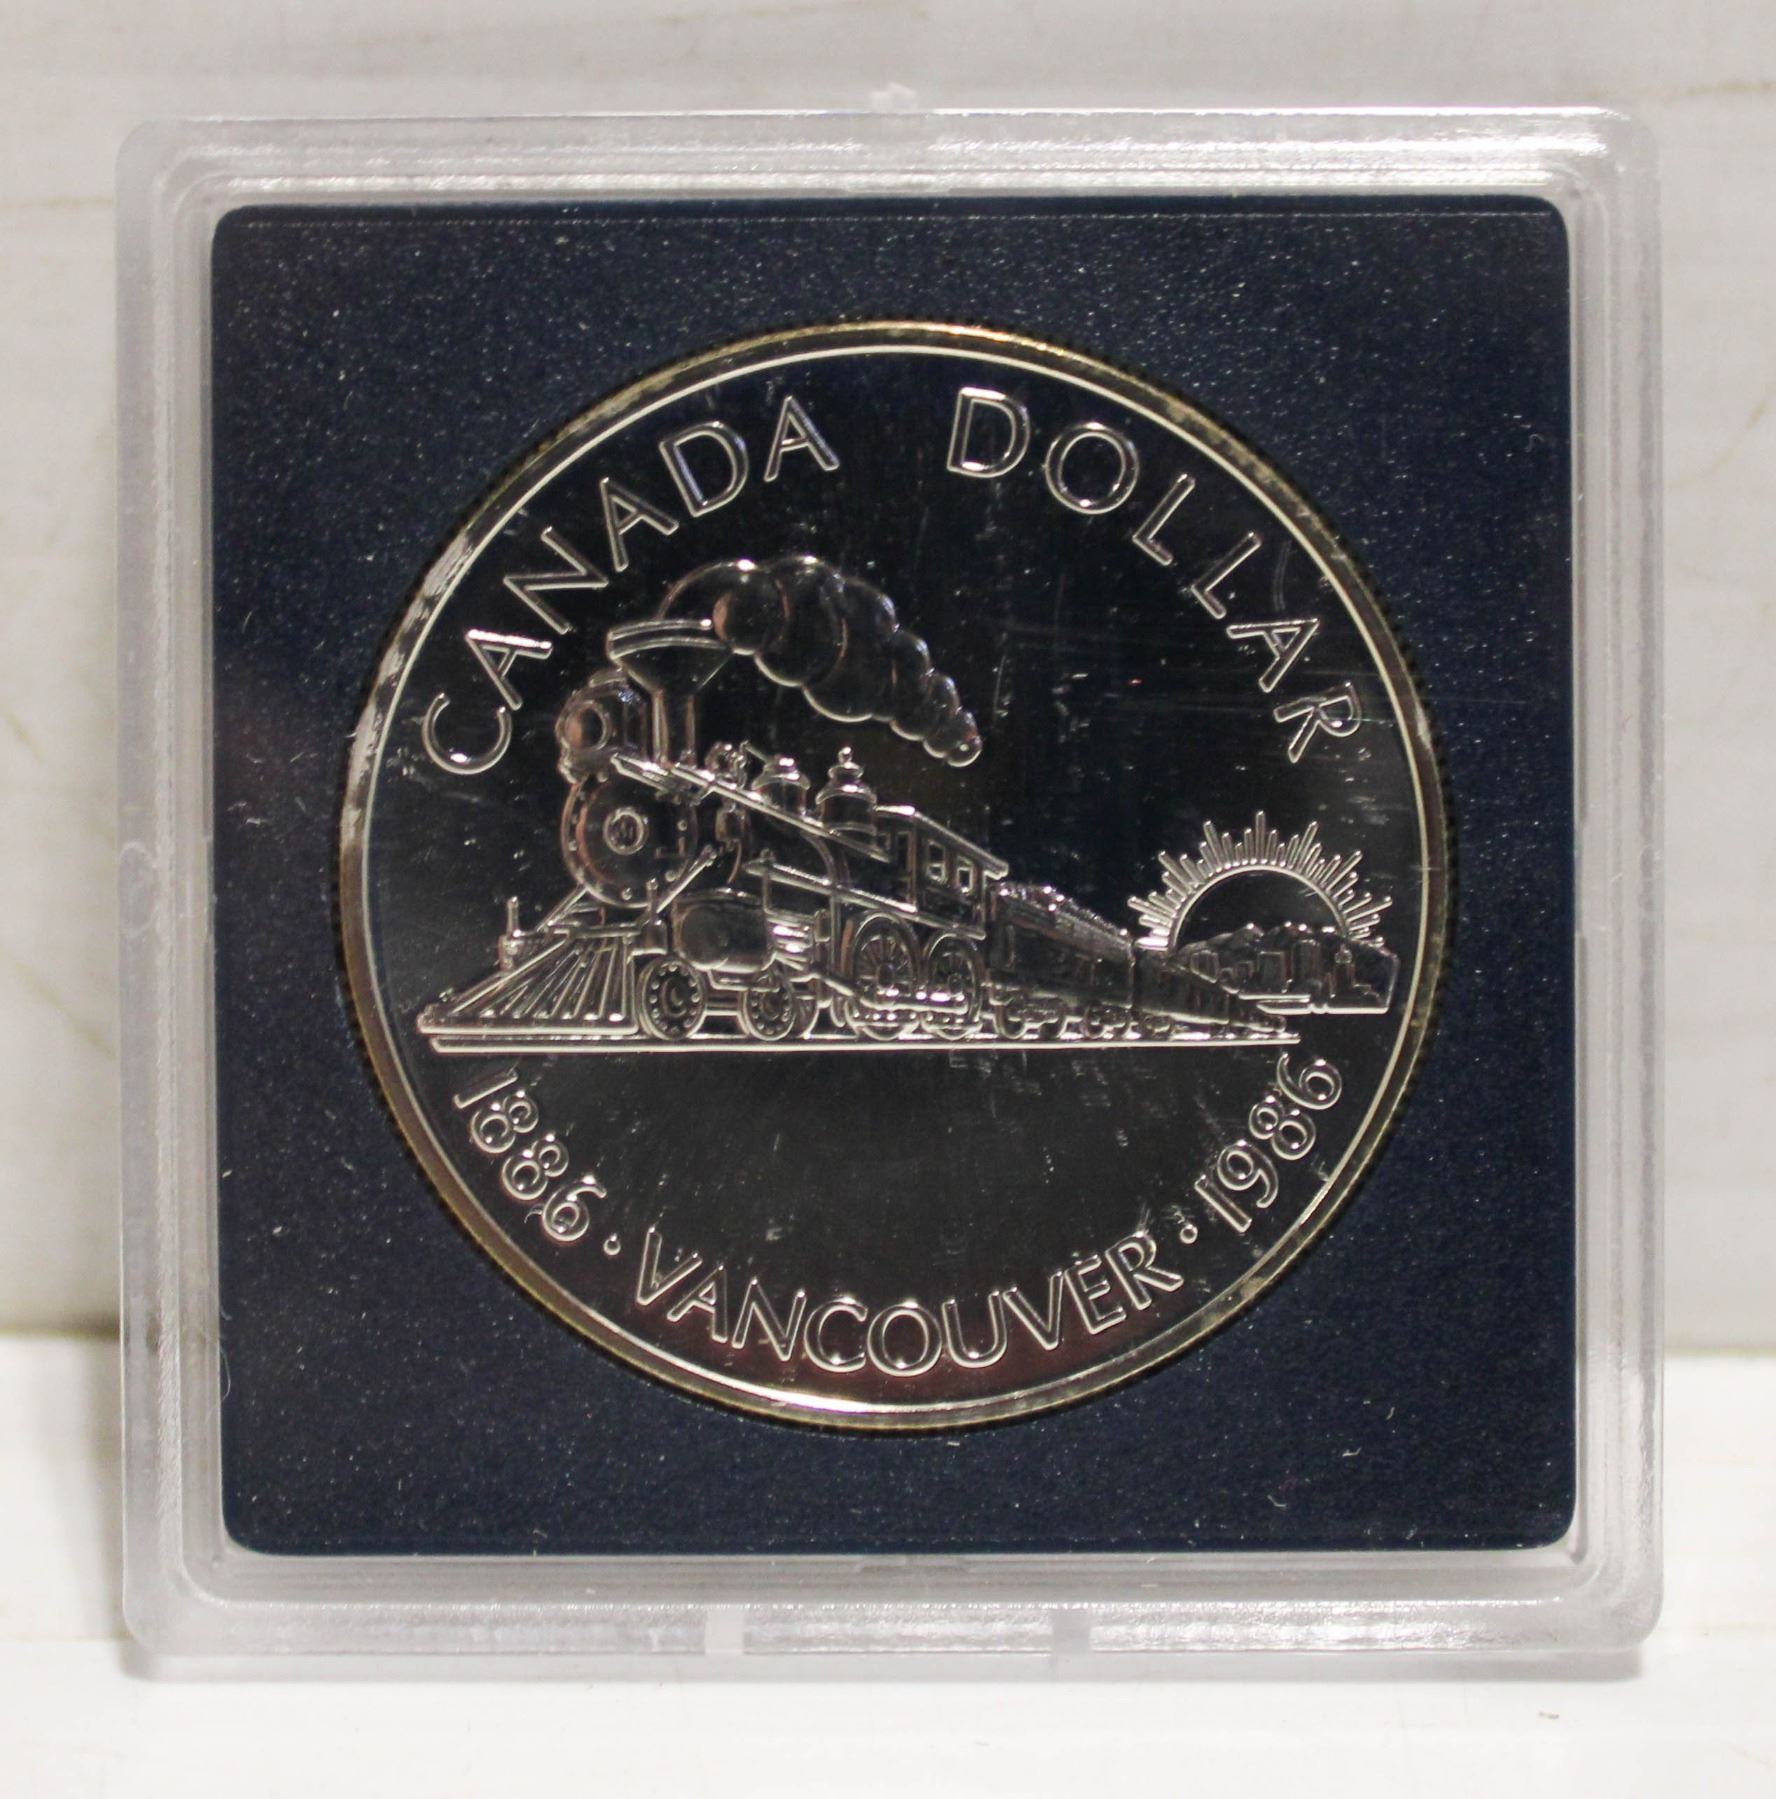 CANADA DOLLAR
1886 · VANCOUVER · 1986